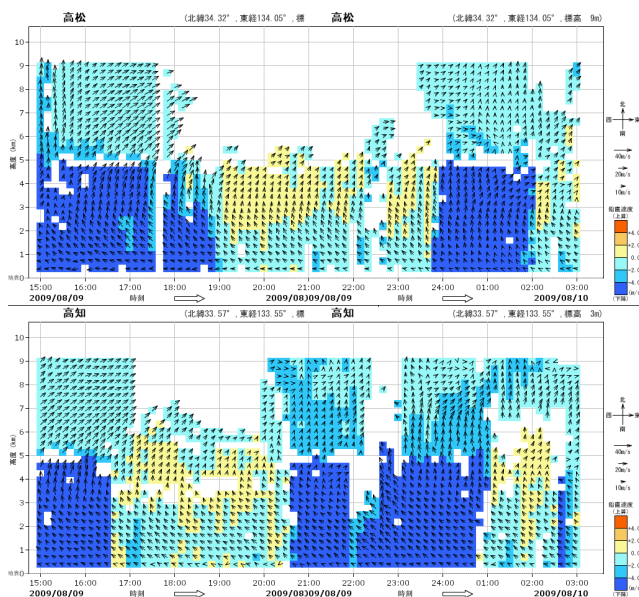 高松 (北緯34.32°,東経134.05°,標 高松 (北緯34.32°,東経134.05°,標高 9m)
10
9
8
7
6
5
4
3
2
1
高度(km)
地表0
15:00 16:00 17:00 18:00 19:00 20:00 21:00 22:00 23:00 00:00 01:00 02:00 03:00
2009/08/09 時刻 2009/08)09/08/09 時刻 2009/08/10
北
西 東
南
40m/s
20m/s
10m/s
鉛直速度
(上昇)
+4.0
+2.0
0.0
-2.0
-4.0
(m/s)
(下降)
高知 (北緯33.57°,東経133.55°,標 高知 (北緯33.57°,東経133.55°,標高 3m)
10
9
8
7
6
5
4
3
2
1
高度(km)
地表0
15:00 16:00 17:00 18:00 19:00 20:00 21:00 22:00 23:00 00:00 01:00 02:00 03:00
2009/08/09 時刻 2009/08)09/08/09 時刻 2009/08/10
北
西 東
南
40m/s
20m/s
10m/s
鉛直速度
(上昇)
+4.0
+2.0
0.0
-2.0
-4.0
(m/s)
(下降)